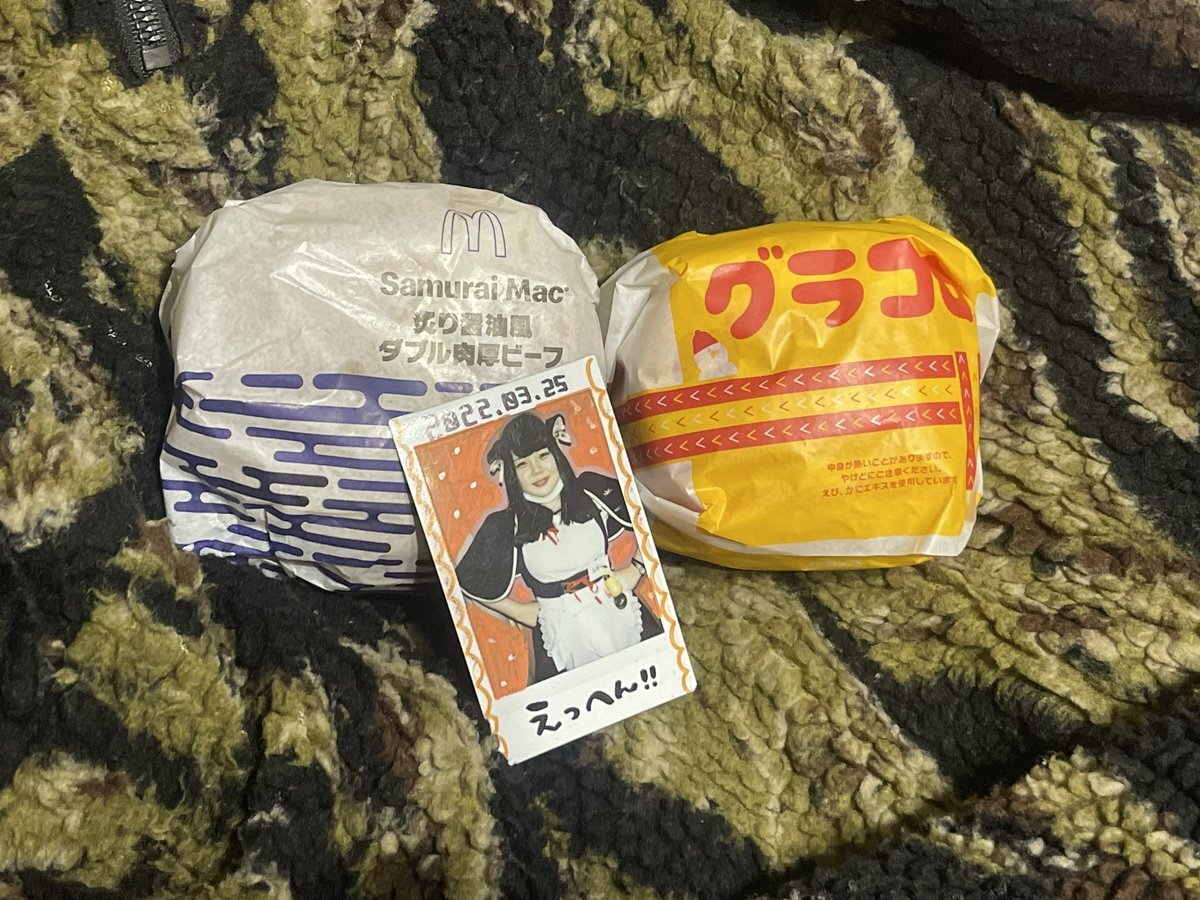 Samurai Mac
炙り醤油風
ダブル肉厚ビーフ
グラコロ
中身が熱いことがありますので、
やけどにご注意ください。
えび、かにエキスを使用しています
2022.03.25
えっへん!!